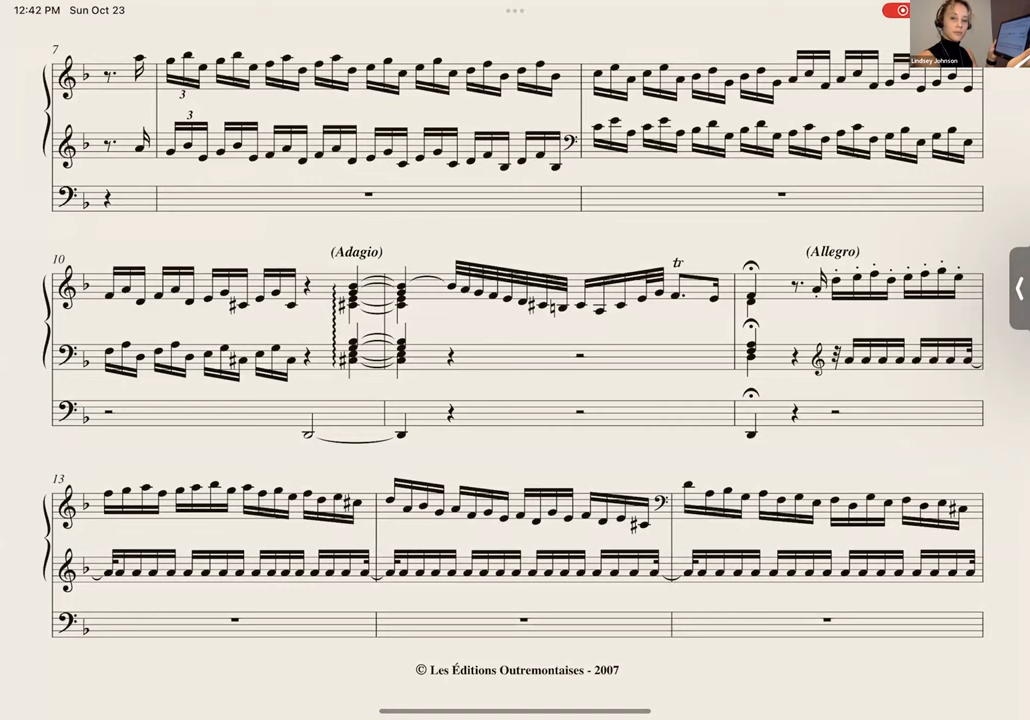 12:42 PM Sun Oct 23
Lindsey Johnson
7
3
3
10
(Adagio)
tr
(Allegro)
13
© Les Éditions Outremontaises - 2007